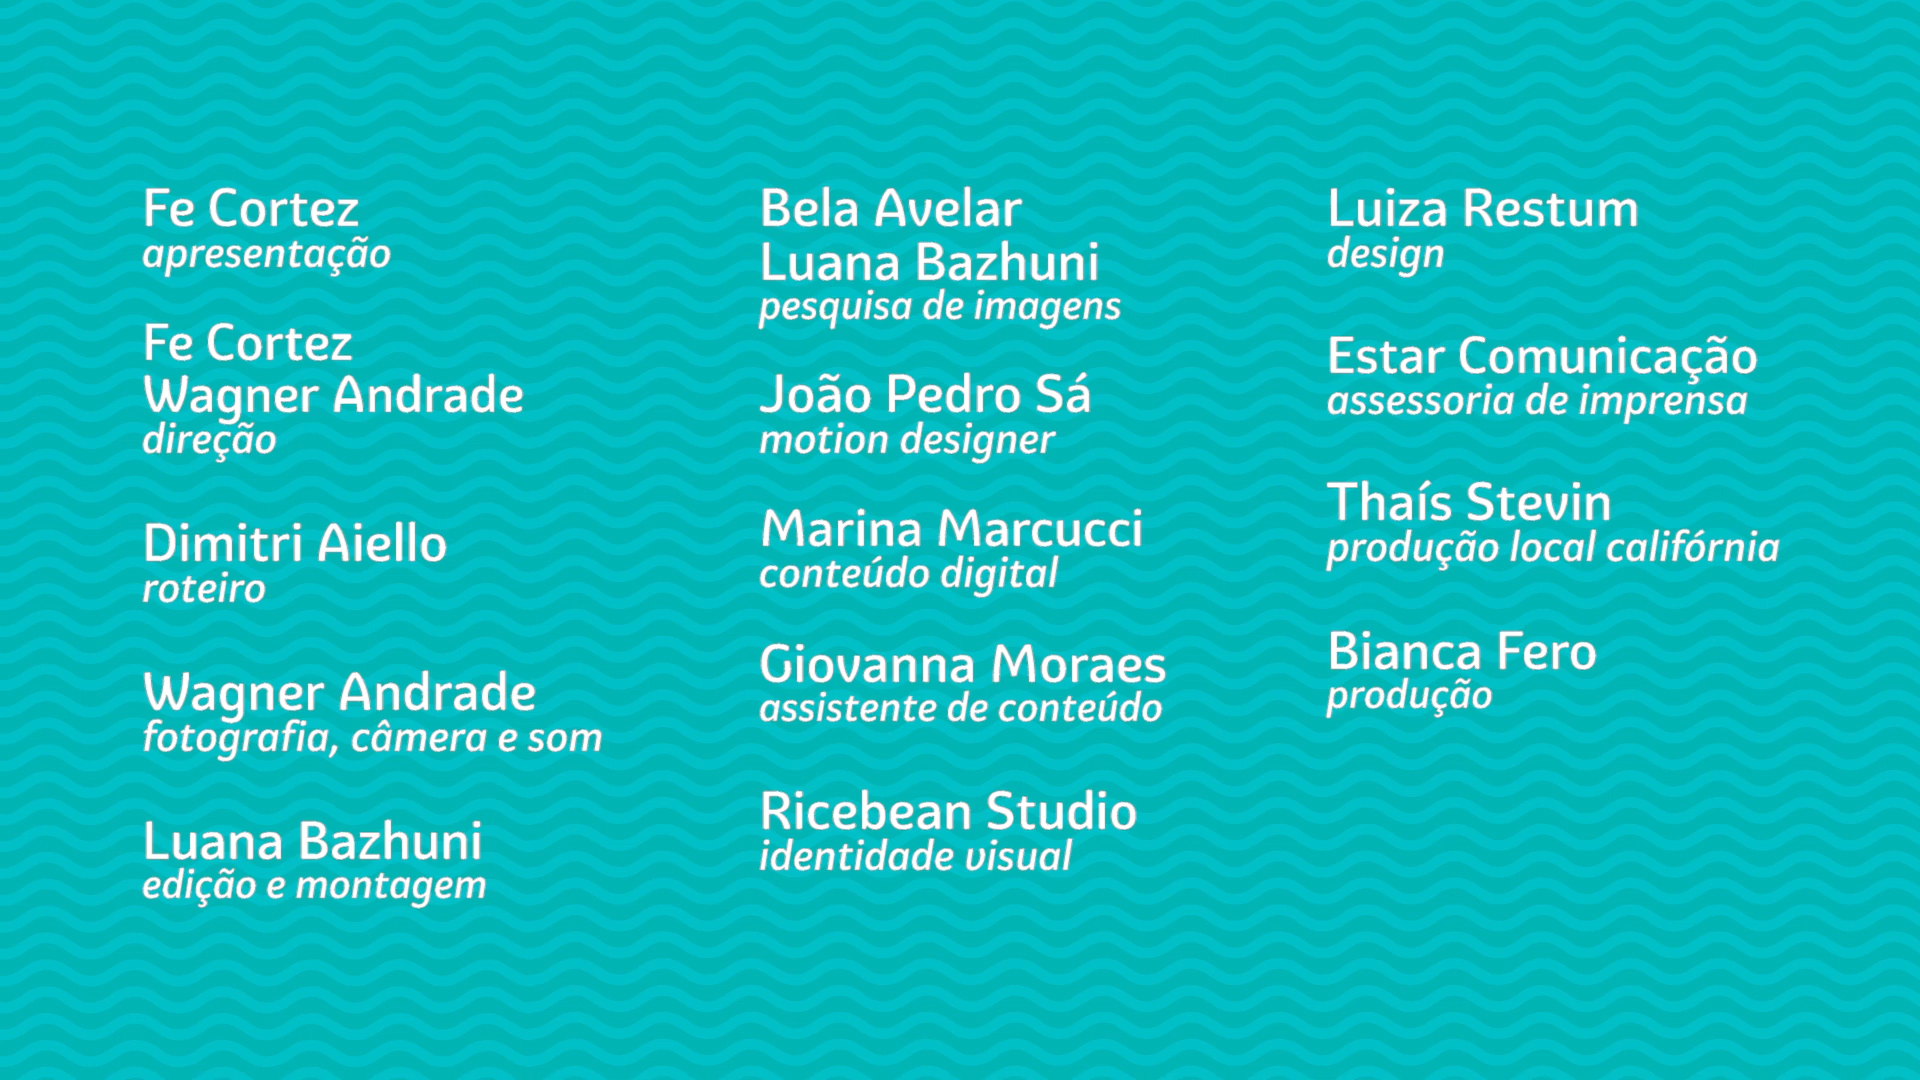 Fe Cortez
apresentação
Fe Cortez
Wagner Andrade
direção
Dimitri Aiello
roteiro
Wagner Andrade
fotografia, câmera e som
Luana Bazhuni
edição e montagem
Bela Avelar
Luana Bazhuni
pesquisa de imagens
João Pedro Sá
motion designer
Marina Marcucci
conteúdo digital
Giovanna Moraes
assistente de conteúdo
Ricebean Studio
identidade visual
Luiza Restum
design
Estar Comunicação
assessoria de imprensa
Thaís Stevin
produção local califórnia
Bianca Fero
produção